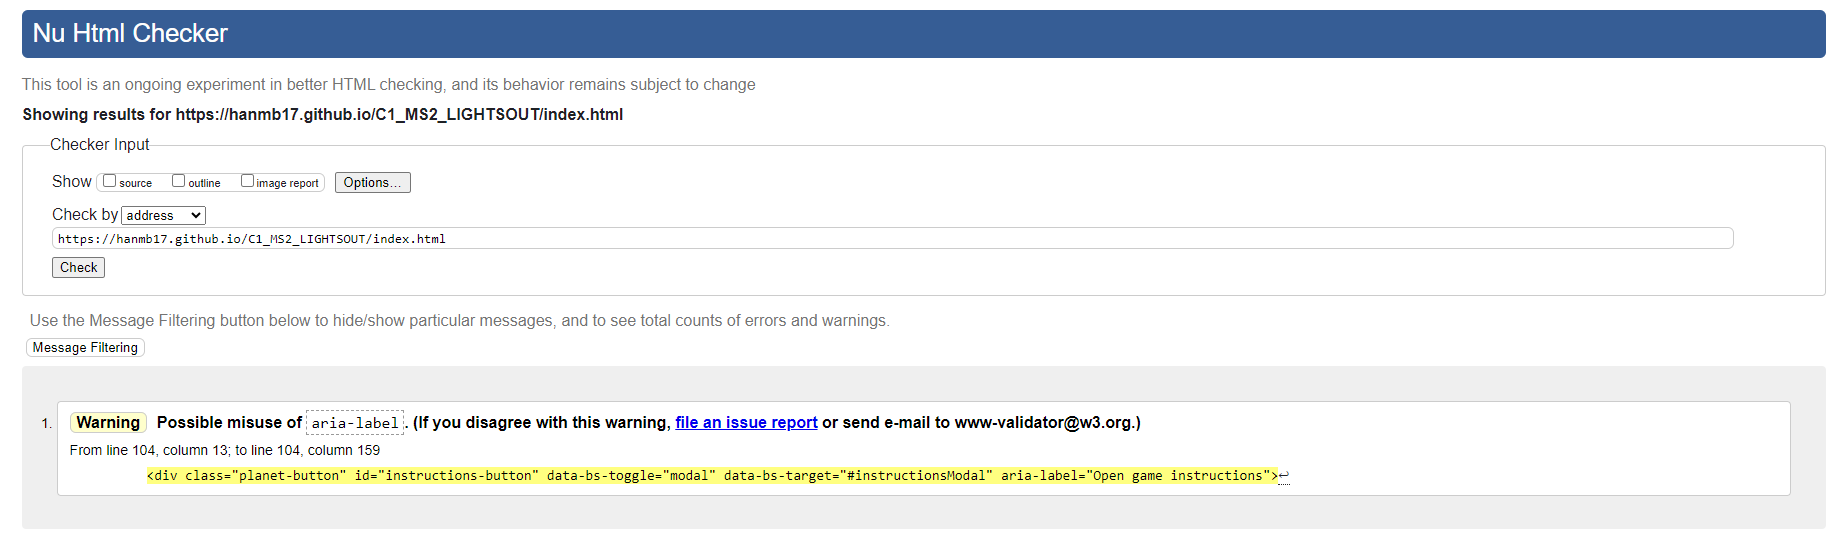 Nu Html Checker
This tool is an ongoing experiment in better HTML checking, and its behavior remains subject to change
Showing results for https://hanmb17.github.io/C1_MS2_LIGHTSOUT/index.html
Checker Input
Show source outline image report Options...
Check by address
https://hanmb17.github.io/C1_MS2_LIGHTSOUT/index.html
Check
Use the Message Filtering button below to hide/show particular messages, and to see total counts of errors and warnings.
Message Filtering
1. Warning Possible misuse of aria-label. (If you disagree with this warning, file an issue report or send e-mail to www-validator@w3.org.)
From line 104, column 13; to line 104, column 159
<div class="planet-button" id="instructions-button" data-bs-toggle="modal" data-bs-target="#instructionsModal" aria-label="Open game instructions">↩